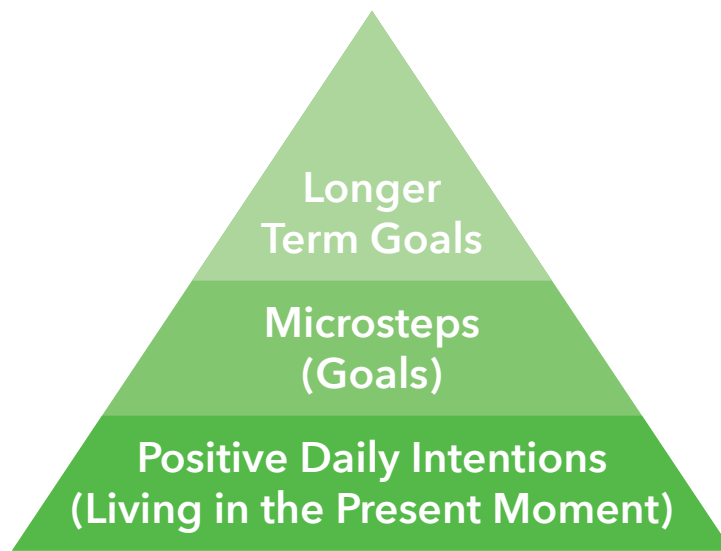 Longer
Term Goals
Microsteps
(Goals)
Positive Daily Intentions
(Living in the Present Moment)